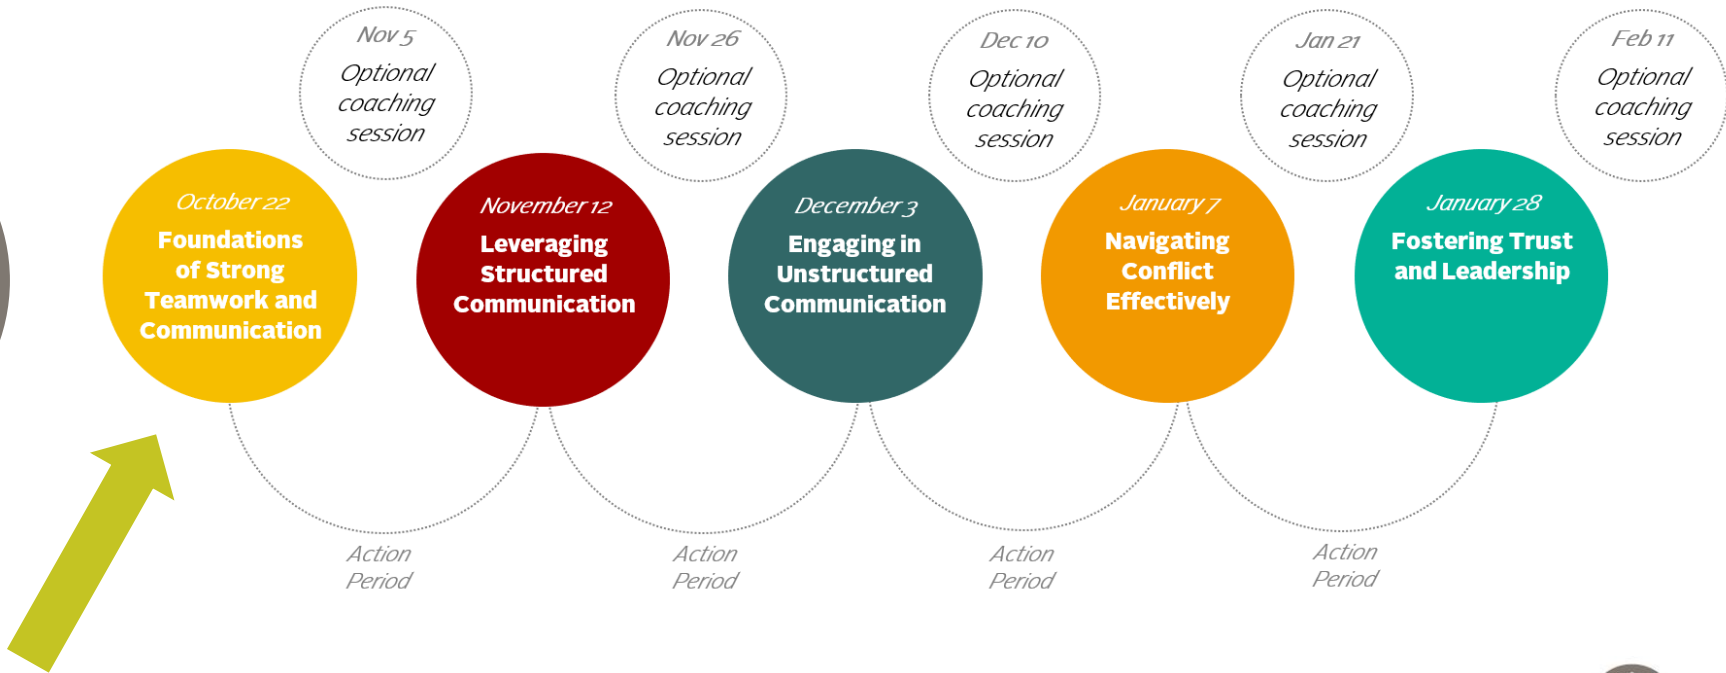 Nov 5
Optional
coaching
session
Nov 26
Optional
coaching
session
Dec 10
Optional
coaching
session
Jan 21
Optional
coaching
session
Feb 11
Optional
coaching
session
October 22
Foundations
of Strong
Teamwork and
Communication
November 12
Leveraging
Structured
Communication
December 3
Engaging in
Unstructured
Communication
January 7
Navigating
Conflict
Effectively
January 28
Fostering Trust
and Leadership
Action
Period
Action
Period
Action
Period
Action
Period